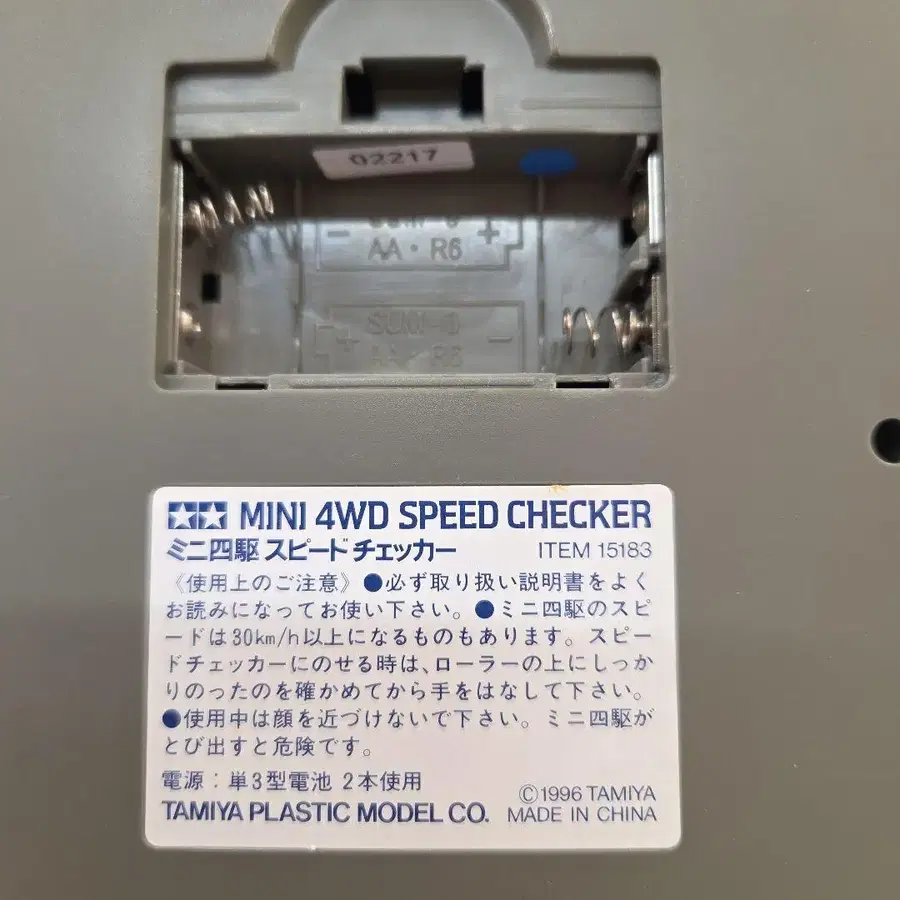 02217
− SUM-3 +
AA・R6
+ SUM-3 −
AA・R6
MINI 4WD SPEED CHECKER
ミニ四駆 スピードチェッカー ITEM 15183
《使用上のご注意》●必ず取り扱い説明書をよく
お読みになってお使い下さい。●ミニ四駆のスピ
ードは30km/h以上になるものもあります。スピー
ドチェッカーにのせる時は、ローラーの上にしっか
りのったのを確かめてから手をはなして下さい。
●使用中は顔を近づけないで下さい。ミニ四駆が
とび出すと危険です。
電源：単3型電池 2本使用
©1996 TAMIYA
TAMIYA PLASTIC MODEL CO. MADE IN CHINA